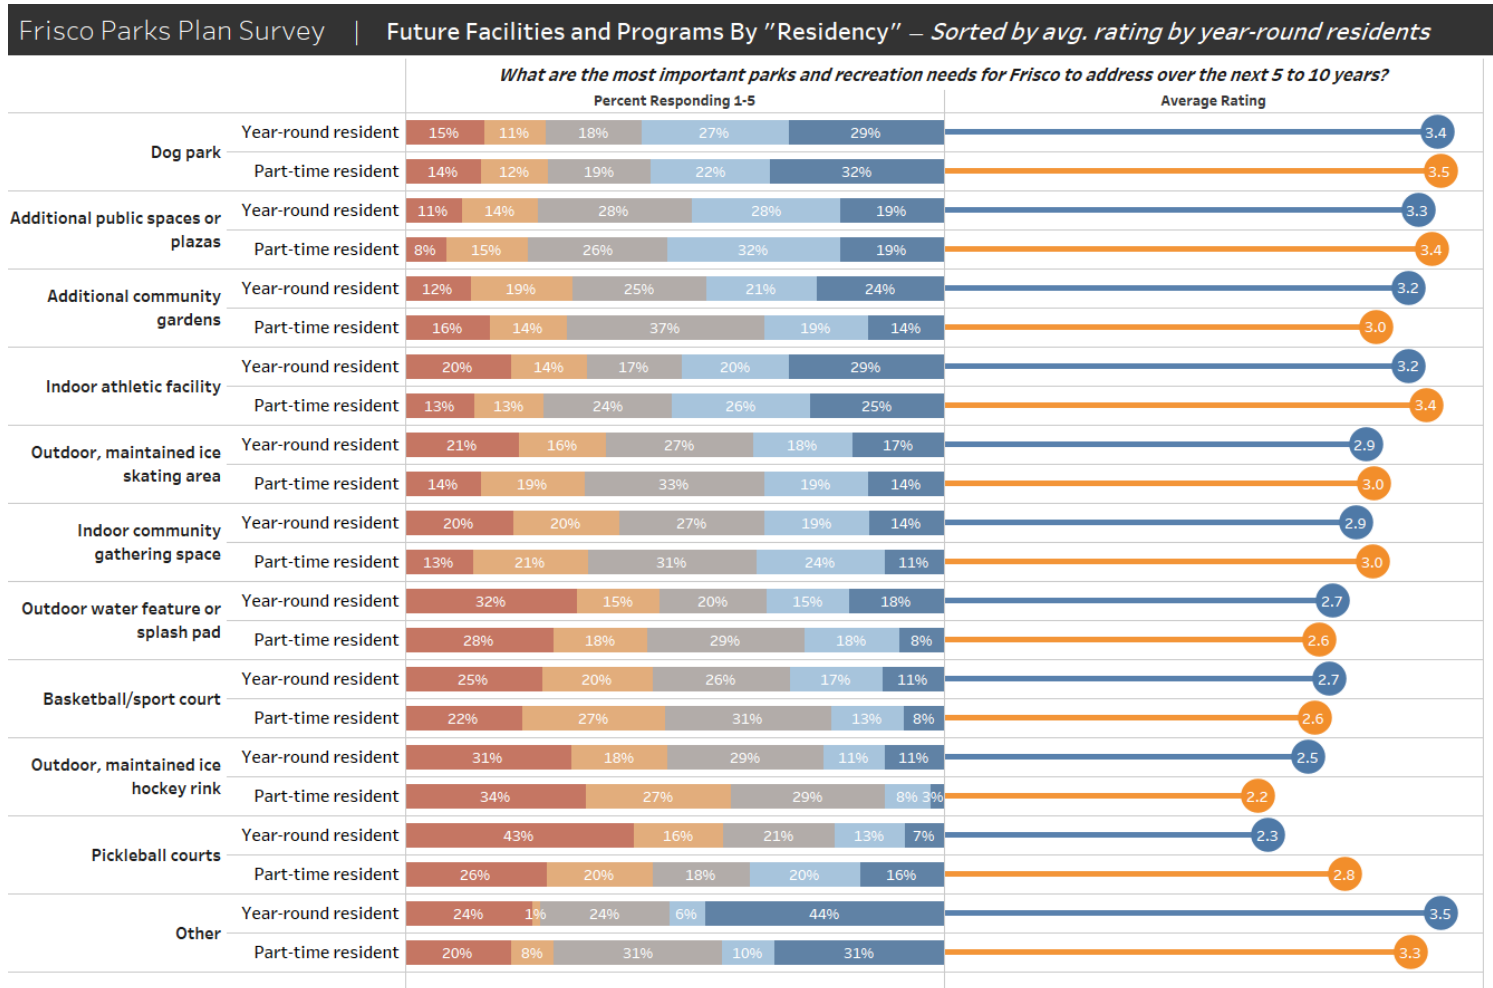 Frisco Parks Plan Survey | Future Facilities and Programs By "Residency" – Sorted by avg. rating by year-round residents
What are the most important parks and recreation needs for Frisco to address over the next 5 to 10 years?
Percent Responding 1-5 Average Rating
Dog park
Year-round resident 15% 11% 18% 27% 29% 3.4
Part-time resident 14% 12% 19% 22% 32% 3.5
Additional public spaces or
plazas
Year-round resident 11% 14% 28% 28% 19% 3.3
Part-time resident 8% 15% 26% 32% 19% 3.4
Additional community
gardens
Year-round resident 12% 19% 25% 21% 24% 3.2
Part-time resident 16% 14% 37% 19% 14% 3.0
Indoor athletic facility
Year-round resident 20% 14% 17% 20% 29% 3.2
Part-time resident 13% 13% 24% 26% 25% 3.4
Outdoor, maintained ice
skating area
Year-round resident 21% 16% 27% 18% 17% 2.9
Part-time resident 14% 19% 33% 19% 14% 3.0
Indoor community
gathering space
Year-round resident 20% 20% 27% 19% 14% 2.9
Part-time resident 13% 21% 31% 24% 11% 3.0
Outdoor water feature or
splash pad
Year-round resident 32% 15% 20% 15% 18% 2.7
Part-time resident 28% 18% 29% 18% 8% 2.6
Basketball/sport court
Year-round resident 25% 20% 26% 17% 11% 2.7
Part-time resident 22% 27% 31% 13% 8% 2.6
Outdoor, maintained ice
hockey rink
Year-round resident 31% 18% 29% 11% 11% 2.5
Part-time resident 34% 27% 29% 8% 3% 2.2
Pickleball courts
Year-round resident 43% 16% 21% 13% 7% 2.3
Part-time resident 26% 20% 18% 20% 16% 2.8
Other
Year-round resident 24% 1% 24% 6% 44% 3.5
Part-time resident 20% 8% 31% 10% 31% 3.3